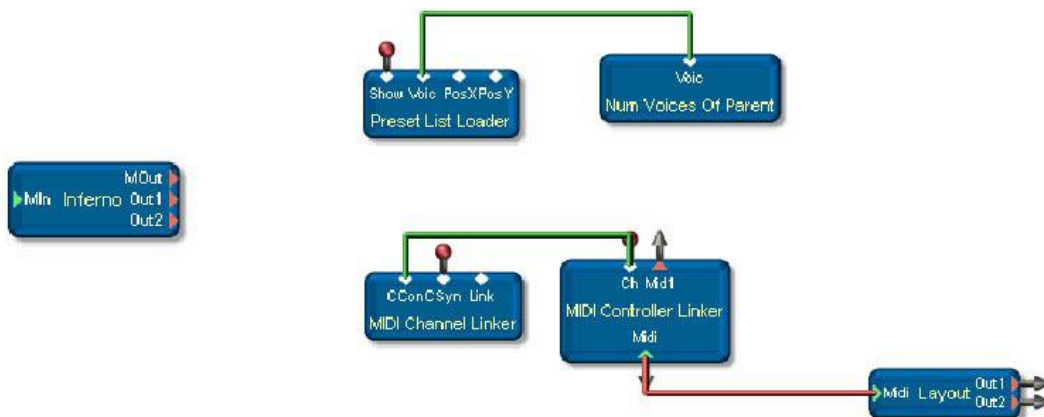 Show Voic PosX PosY
Preset List Loader
Voic
Num Voices Of Parent
MOut
MIn Inferno Out1
Out2
CCon CSyn Link
MIDI Channel Linker
Ch Mid1
MIDI Controller Linker
Midi
Midi Layout Out1
Out2